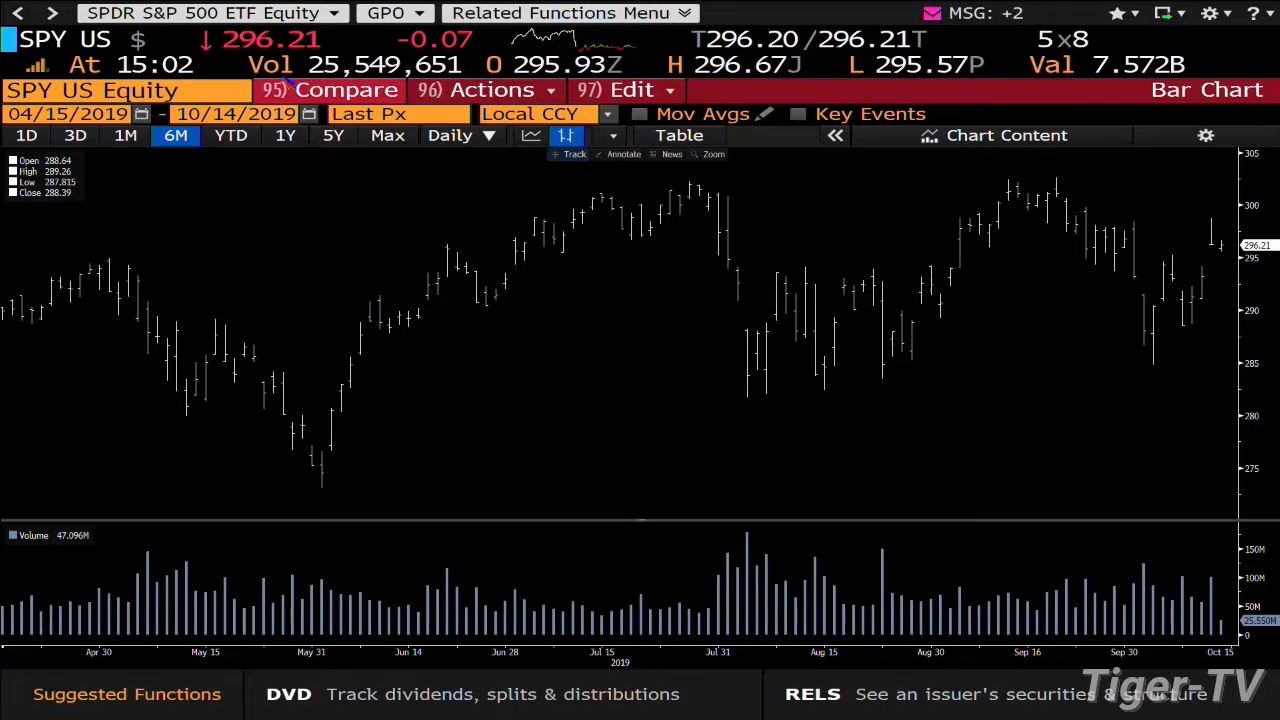 SPDR S&P 500 ETF Equity GPO Related Functions Menu MSG: +2 ?
SPY US $ ↓ 296.21 -0.07 T296.20 /296.21T 5x8
At 15:02 Vol 25,549,651 O 295.93Z H 296.67J L 295.57P Val 7.572B
SPY US Equity 95) Compare 96) Actions 97) Edit Bar Chart
04/15/2019 - 10/14/2019 Last Px Local CCY Mov Avgs Key Events
1D 3D 1M 6M YTD 1Y 5Y Max Daily ▼ Table « Chart Content
Track Annotate News Zoom
Open 288.64
High 289.26
Low 287.815
Close 288.39
305
300
296.21
295
290
285
280
275
Volume 47.096M
150M
100M
50M
25.550M
0
Apr 30 May 15 May 31 Jun 14 Jun 28 Jul 15 Jul 31 Aug 15 Aug 30 Sep 16 Sep 30 Oct 15
2019
Suggested Functions DVD Track dividends, splits & distributions RELS See an issuer's securities & structure
Tiger-TV